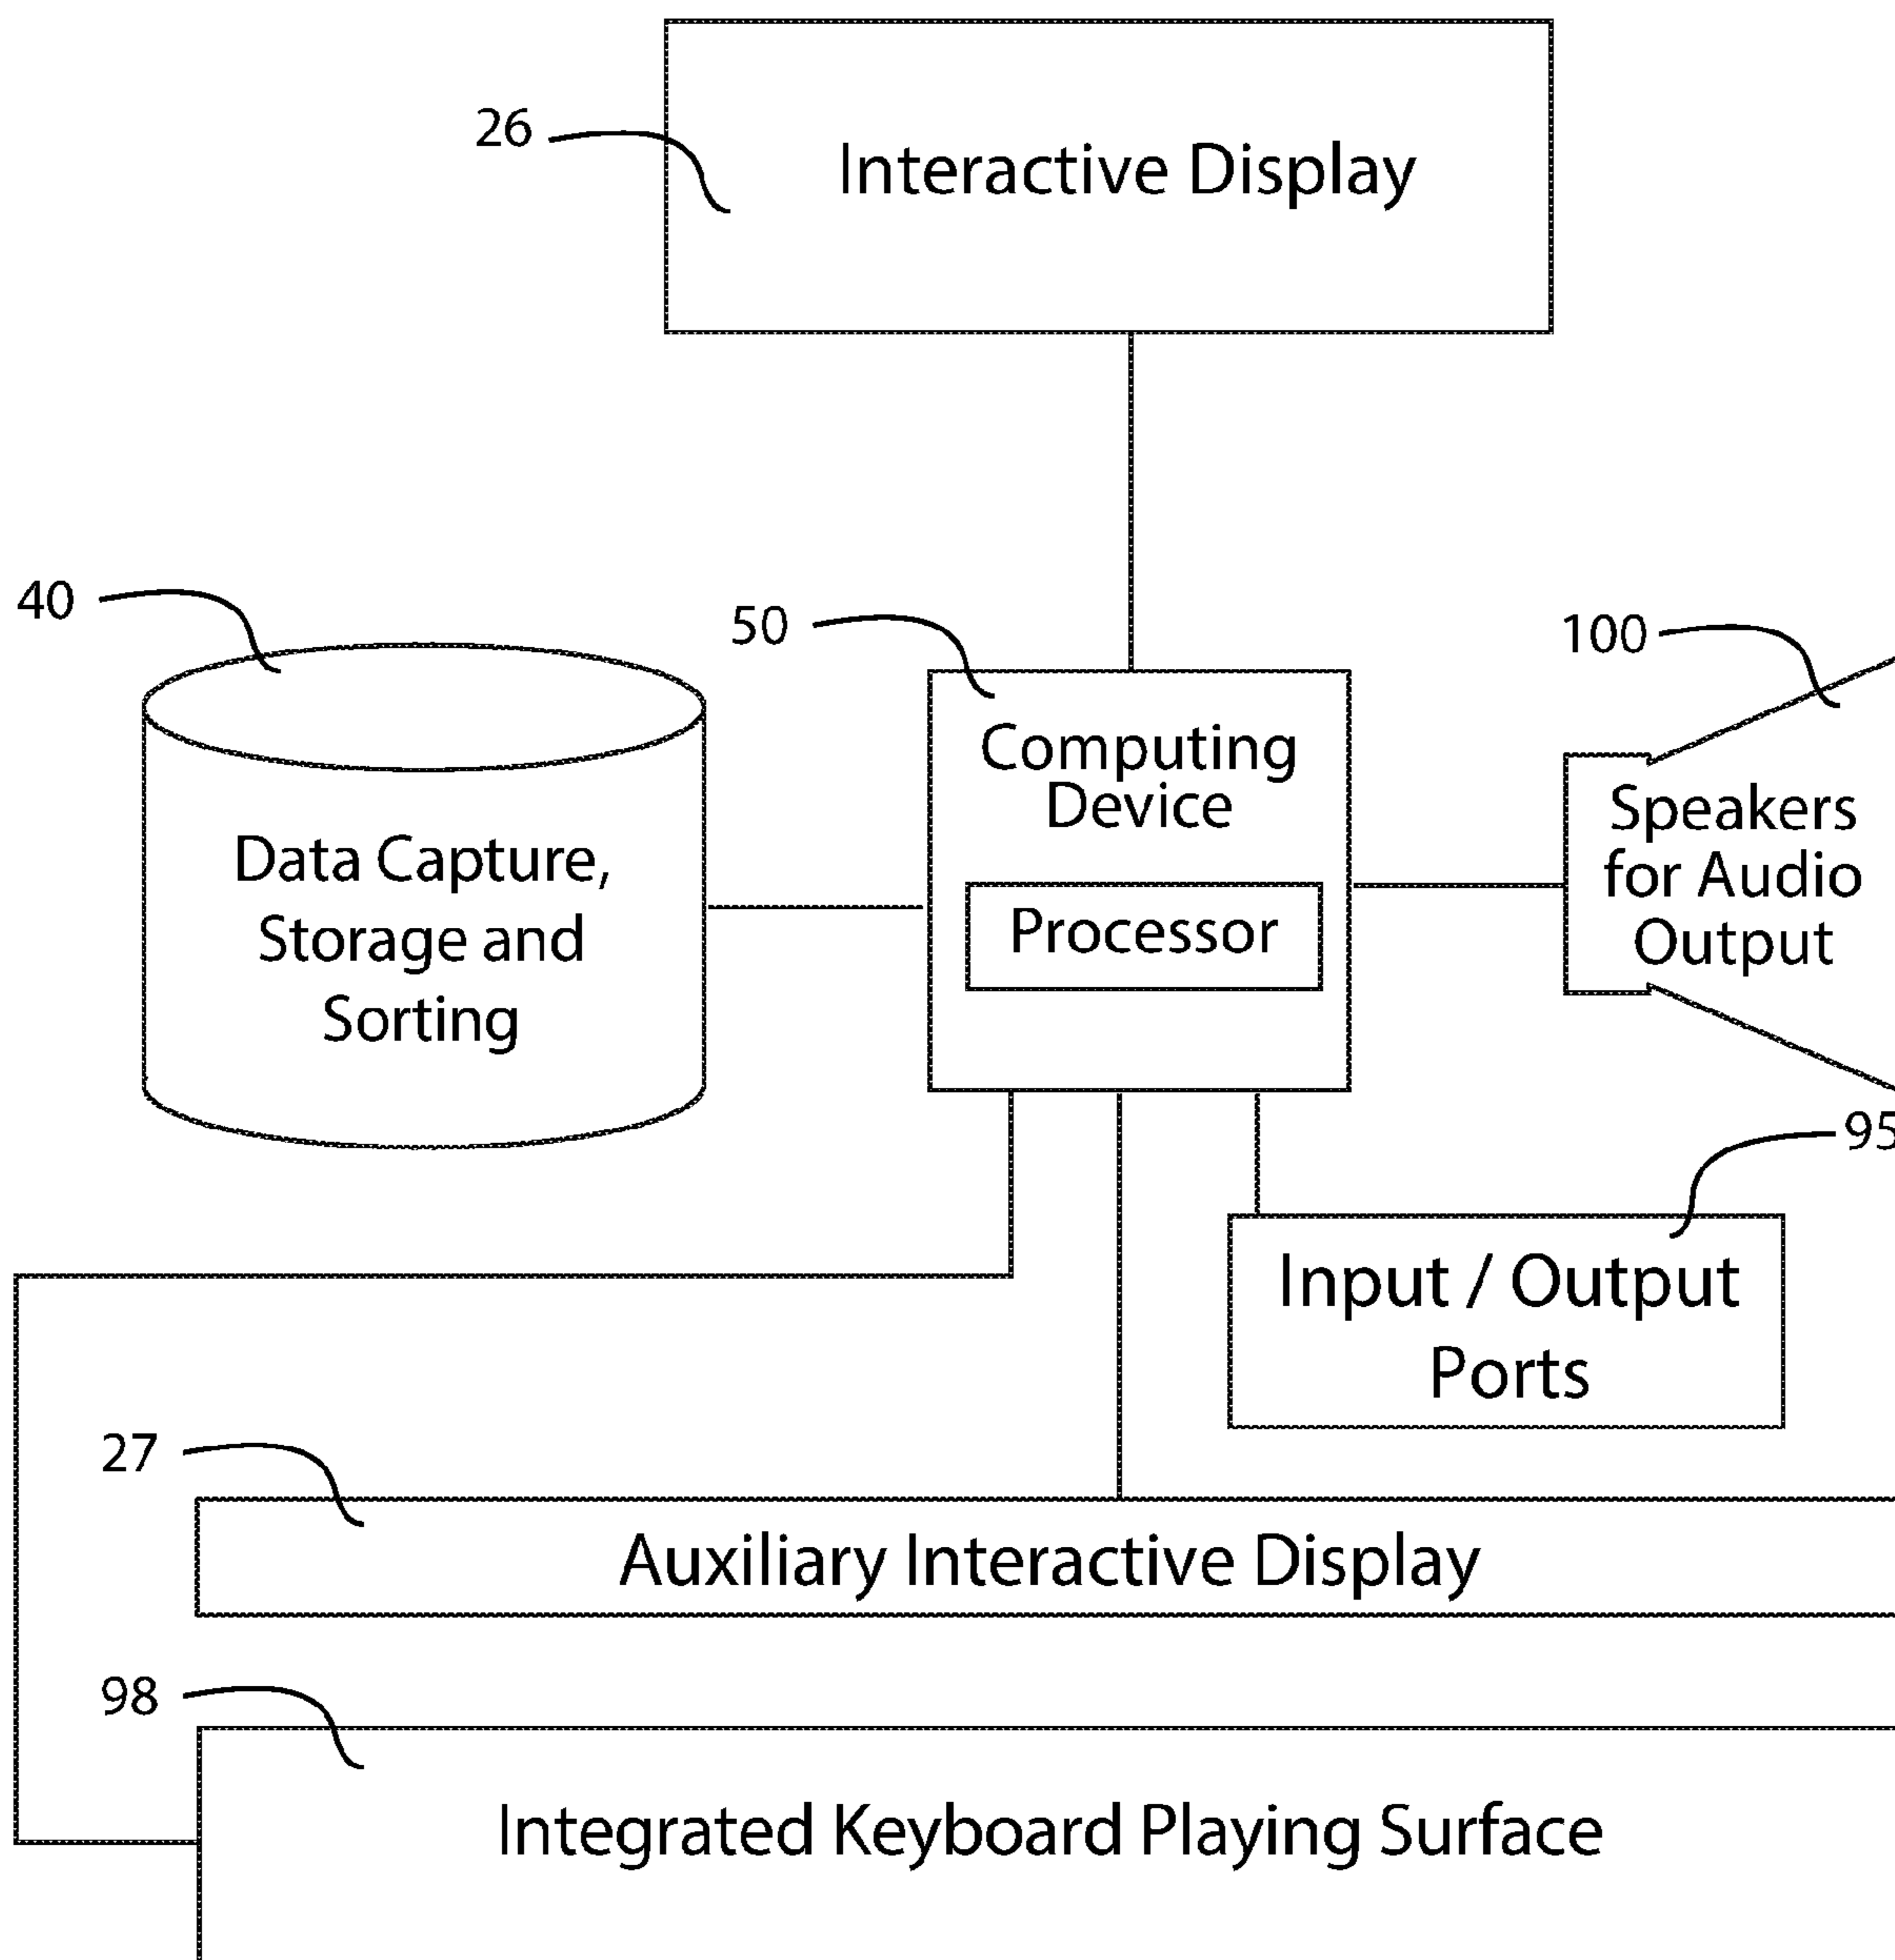 26
Interactive Display
40
50
100
Computing
Device
Speakers
for Audio
Output
Data Capture,
Storage and
Sorting
Processor
95
Input / Output
Ports
27
Auxiliary Interactive Display
98
Integrated Keyboard Playing Surface